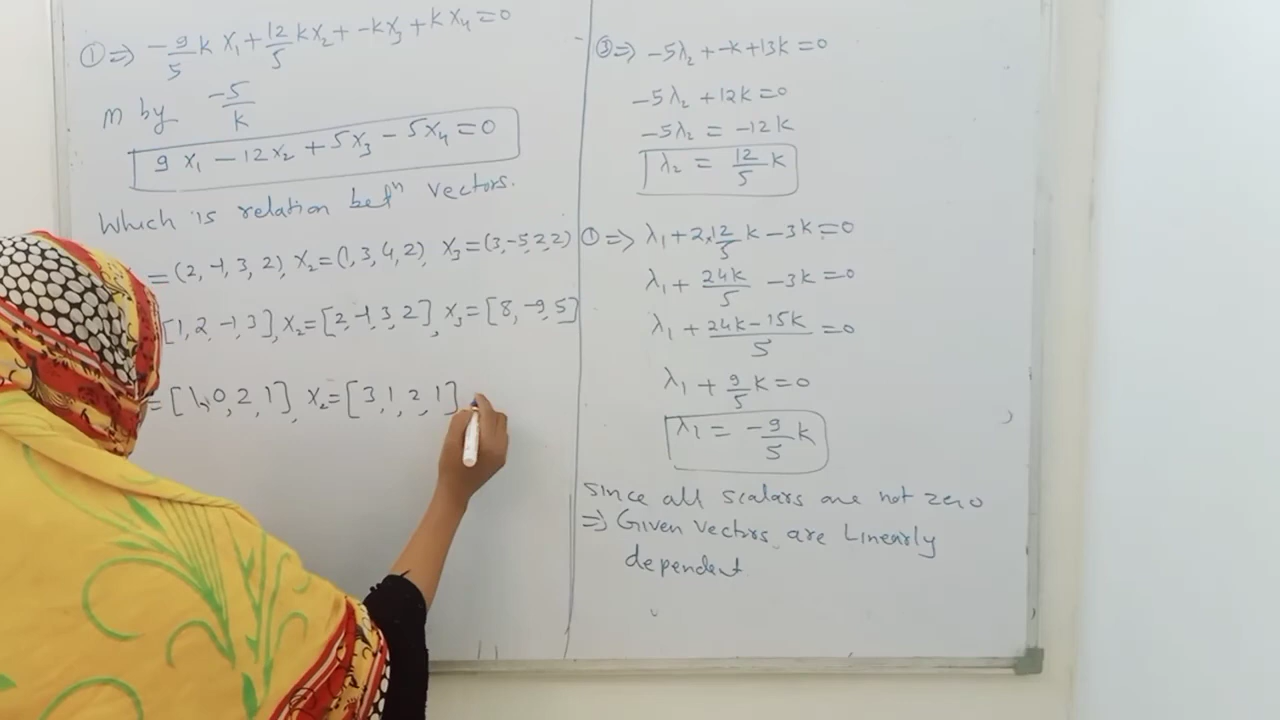 ① ⇒ -9/5 k x₁ + 12/5 k x₂ + -kx₃ + k x₄ = 0
m by -5/k
9 x₁ - 12x₂ + 5x₃ - 5x₄ = 0
Which is relation betⁿ vectors.
= (2, -1, 3, 2), x₂ = (1, 3, 4, 2), x₃ = (3, -5, 2, 2)
[1, 2, -1, 3], x₂ = [2, -1, 3, 2], x₃ = [8, -9, 5]
= [1, 0, 2, 1], x₂ = [3, 1, 2, 1]
③ ⇒ -5λ₂ + -k + 13k = 0
-5λ₂ + 12k = 0
-5λ₂ = -12k
λ₂ = 12/5 k
① ⇒ λ₁ + 2×12/5 k - 3k = 0
λ₁ + 24k/5 - 3k = 0
λ₁ + 24k - 15k/5 = 0
λ₁ + 9/5 k = 0
λ₁ = -9/5 k
since all scalars are not zero
⇒ Given vectors are Linearly
dependent